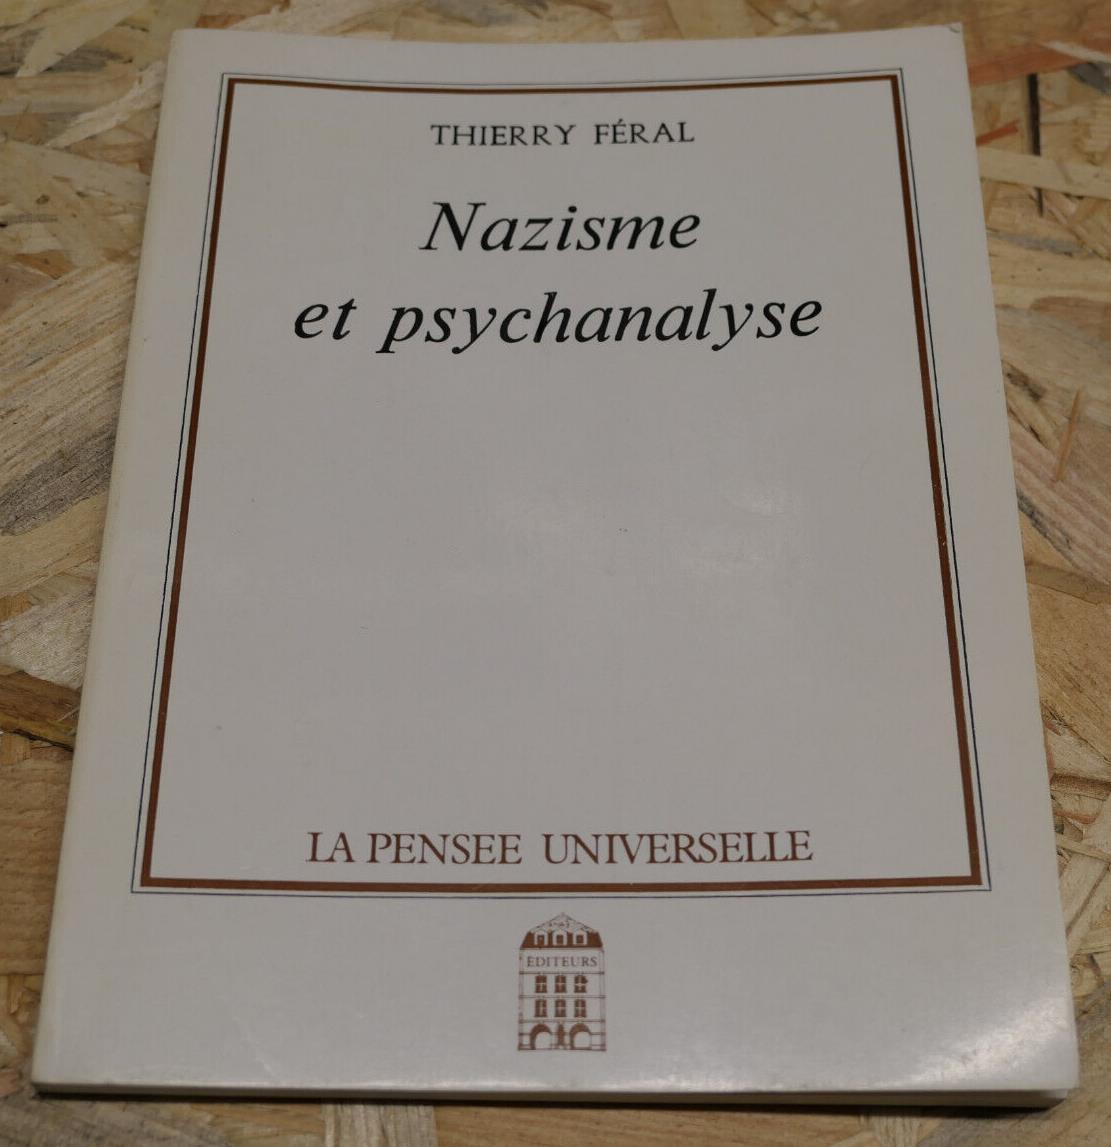 THIERRY FÉRAL
Nazisme
et psychanalyse
LA PENSEE UNIVERSELLE
EDITEURS